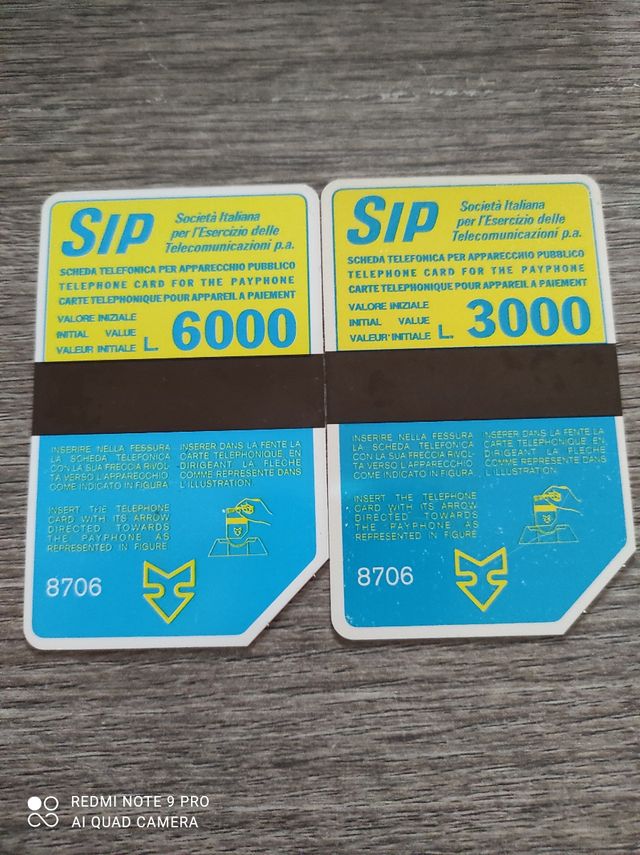 SIP
Società Italiana
per l'Esercizio delle
Telecomunicazioni p.a.
SCHEDA TELEFONICA PER APPARECCHIO PUBBLICO
TELEPHONE CARD FOR THE PAYPHONE
CARTE TELEPHONIQUE POUR APPAREIL A PAIEMENT
VALORE INIZIALE
INITIAL VALUE
VALEUR INITIALE L. 6000
INSERIRE NELLA FESSURA
LA SCHEDA TELEFONICA
CON LA SUA FRECCIA RIVOL-
TA VERSO L'APPARECCHIO
COME INDICATO IN FIGURA
INSERER DANS LA FENTE LA
CARTE TELEPHONIQUE EN
DIRIGEANT LA FLECHE
COMME REPRESENTE DANS
L'ILLUSTRATION.
INSERT THE TELEPHONE
CARD WITH ITS ARROW
DIRECTED TOWARDS
THE PAYPHONE AS
REPRESENTED IN FIGURE
8706
SIP
Società Italiana
per l'Esercizio delle
Telecomunicazioni p.a.
SCHEDA TELEFONICA PER APPARECCHIO PUBBLICO
TELEPHONE CARD FOR THE PAYPHONE
CARTE TELEPHONIQUE POUR APPAREIL A PAIEMENT
VALORE INIZIALE
INITIAL VALUE
VALEUR INITIALE L. 3000
INSERIRE NELLA FESSURA
LA SCHEDA TELEFONICA
CON LA SUA FRECCIA RIVOL-
TA VERSO L'APPARECCHIO
COME INDICATO IN FIGURA
INSERER DANS LA FENTE LA
CARTE TELEPHONIQUE EN
DIRIGEANT LA FLECHE
COMME REPRESENTE DANS
L'ILLUSTRATION.
INSERT THE TELEPHONE
CARD WITH ITS ARROW
DIRECTED TOWARDS
THE PAYPHONE AS
REPRESENTED IN FIGURE
8706
REDMI NOTE 9 PRO
AI QUAD CAMERA